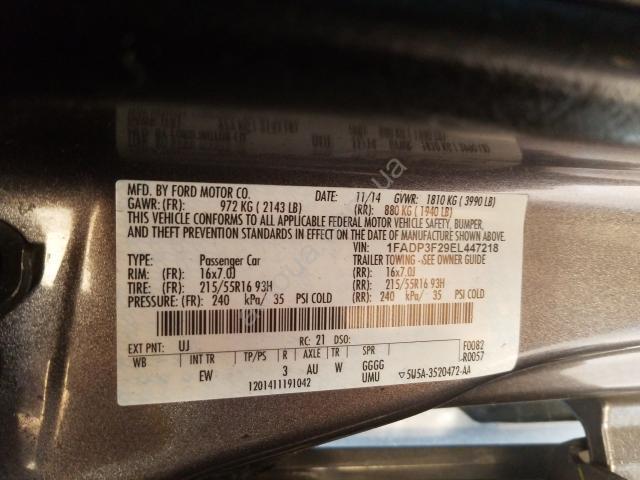 MFD. BY FORD MOTOR CO.
DATE: 11/14 GVWR: 1810 KG ( 3990 LB)
GAWR: (FR): 972 KG ( 2143 LB) (RR): 880 KG ( 1940 LB)
THIS VEHICLE CONFORMS TO ALL APPLICABLE FEDERAL MOTOR VEHICLE SAFETY, BUMPER,
AND THEFT PREVENTION STANDARDS IN EFFECT ON THE DATE OF MANUFACTURE SHOWN ABOVE.
VIN: 1FADP3F29EL447218
TYPE: Passenger Car TRAILER TOWING -SEE OWNER GUIDE
RIM: (FR): 16x7.0J (RR): 16x7.0J
TIRE: (FR): 215/55R16 93H (RR): 215/55R16 93H
PRESSURE: (FR): 240 kPa/ 35 PSI COLD (RR): 240 kPa/ 35 PSI COLD
EXT PNT: UJ RC: 21 DSO: F0082
WB INT TR TP/PS R AXLE TR SPR R0057
EW 3 AU W GGGG
1201411191042 UMU ▽5U5A-3520472-AA